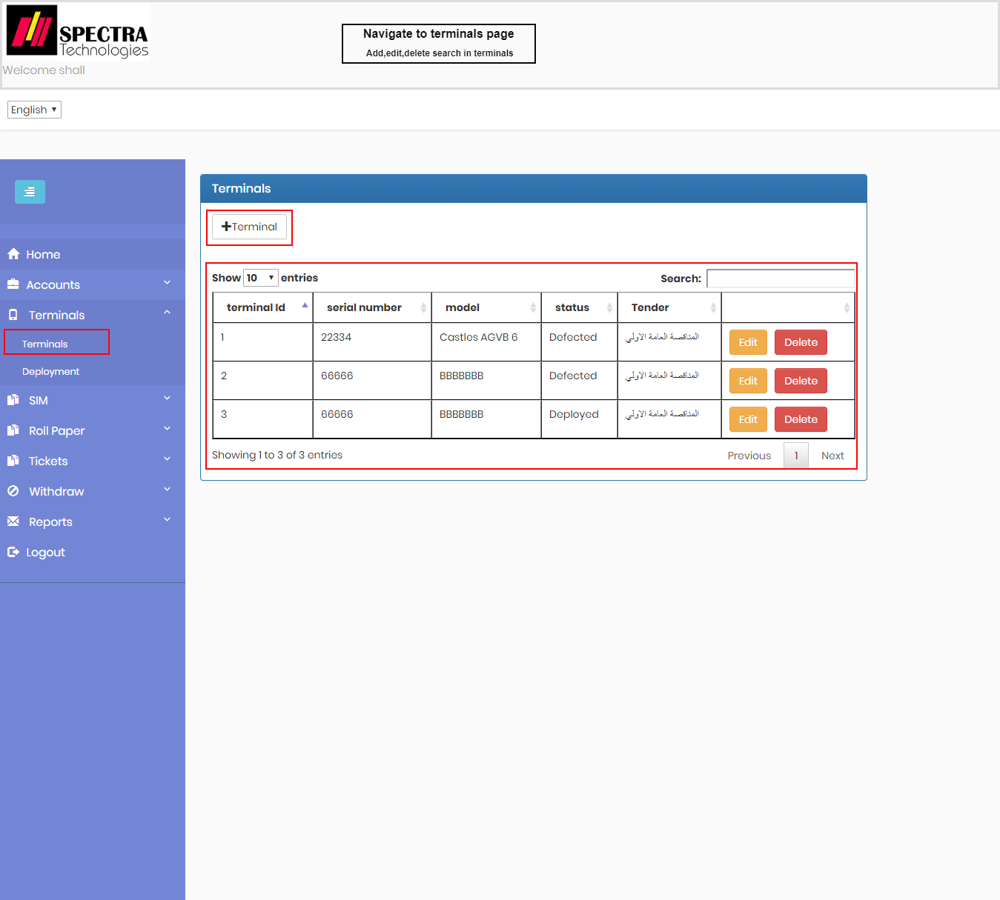 SPECTRA
Technologies
Navigate to terminals page
Add,edit,delete search in terminals
Welcome shall
English
Terminals
Terminal
Home
Accounts
Terminals
Terminals
Deployment
SIM
Roll Paper
Tickets
Withdraw
Reports
Logout
Show 10 entries
Search:
terminal Id serial number model status Tender
1 22334 Castles AGVB 6 Defected المناقصة العامة الاولي Edit Delete
2 66666 BBBBBBB Defected المناقصة العامة الاولي Edit Delete
3 66666 BBBBBBB Deployed المناقصة العامة الاولي Edit Delete
Showing 1 to 3 of 3 entries
Previous 1 Next